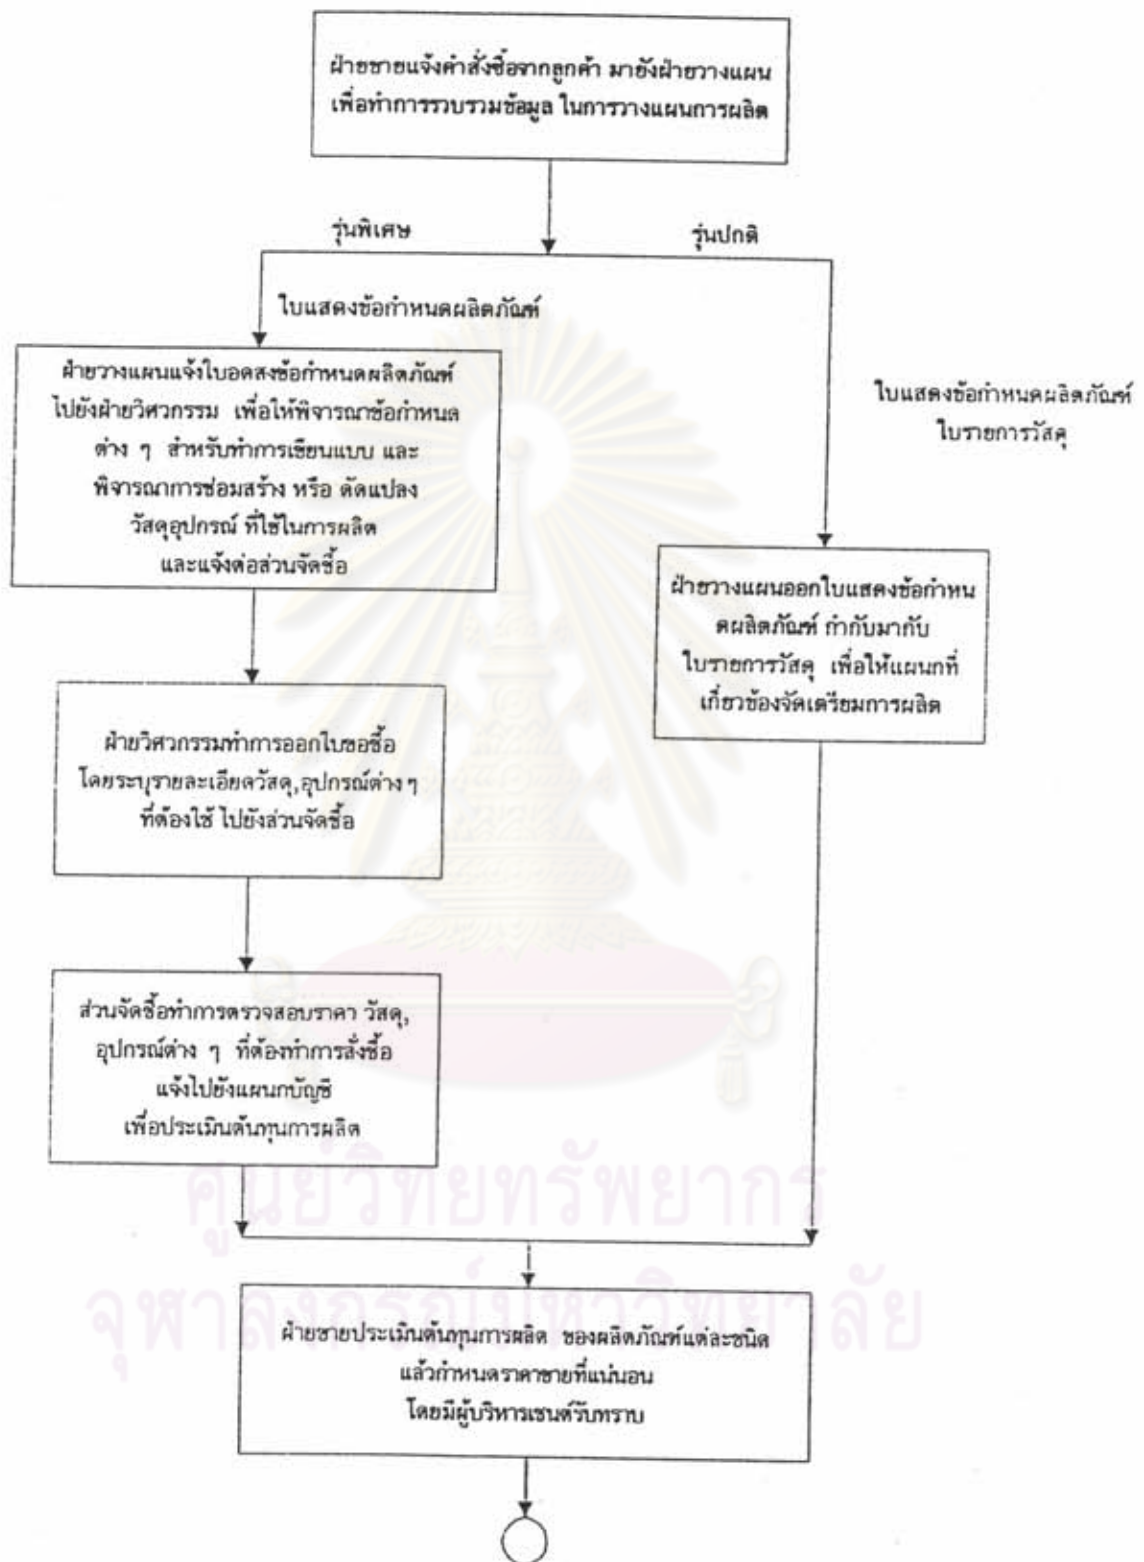 ฝ่ายขายแจ้งคำสั่งซื้อจากลูกค้า มายังฝ่ายวางแผน
เพื่อทำการรวบรวมข้อมูล ในการวางแผนการผลิต
รุ่นพิเศษ
รุ่นปกติ
ใบแสดงข้อกำหนดผลิตภัณฑ์
ฝ่ายวางแผนแจ้งใบอดสงข้อกำหนดผลิตภัณฑ์
ไปยังฝ่ายวิศวกรรม เพื่อให้พิจารณาข้อกำหนด
ต่าง ๆ สำหรับทำการเขียนแบบ และ
พิจารณาการซ่อมสร้าง หรือ ดัดแปลง
วัสดุอุปกรณ์ ที่ใช้ในการผลิต
และแจ้งต่อส่วนจัดซื้อ
ใบแสดงข้อกำหนดผลิตภัณฑ์
ใบรายการวัสดุ
ฝ่ายวางแผนออกใบแสดงข้อกำหน
ดผลิตภัณฑ์ กำกับมากับ
ใบรายการวัสดุ เพื่อให้แผนกที่
เกี่ยวข้องจัดเตรียมการผลิต
ฝ่ายวิศวกรรมทำการออกใบขอซื้อ
โดยระบุรายละเอียดวัสดุ,อุปกรณ์ต่างๆ
ที่ต้องใช้ ไปยังส่วนจัดซื้อ
ส่วนจัดซื้อทำการตรวจสอบราคา วัสดุ,
อุปกรณ์ต่าง ๆ ที่ต้องทำการสั่งซื้อ
แจ้งไปยังแผนกบัญชี
เพื่อประเมินต้นทุนการผลิต
ศูนย์วิทยทรัพยากร
จุฬาลงกรณ์มหาวิทยาลัย
ฝ่ายขายประเมินต้นทุนการผลิต ของผลิตภัณฑ์แต่ละชนิด
แล้วกำหนดราคาขายที่แน่นอน
โดยมีผู้บริหารเซนต์รับทราบ